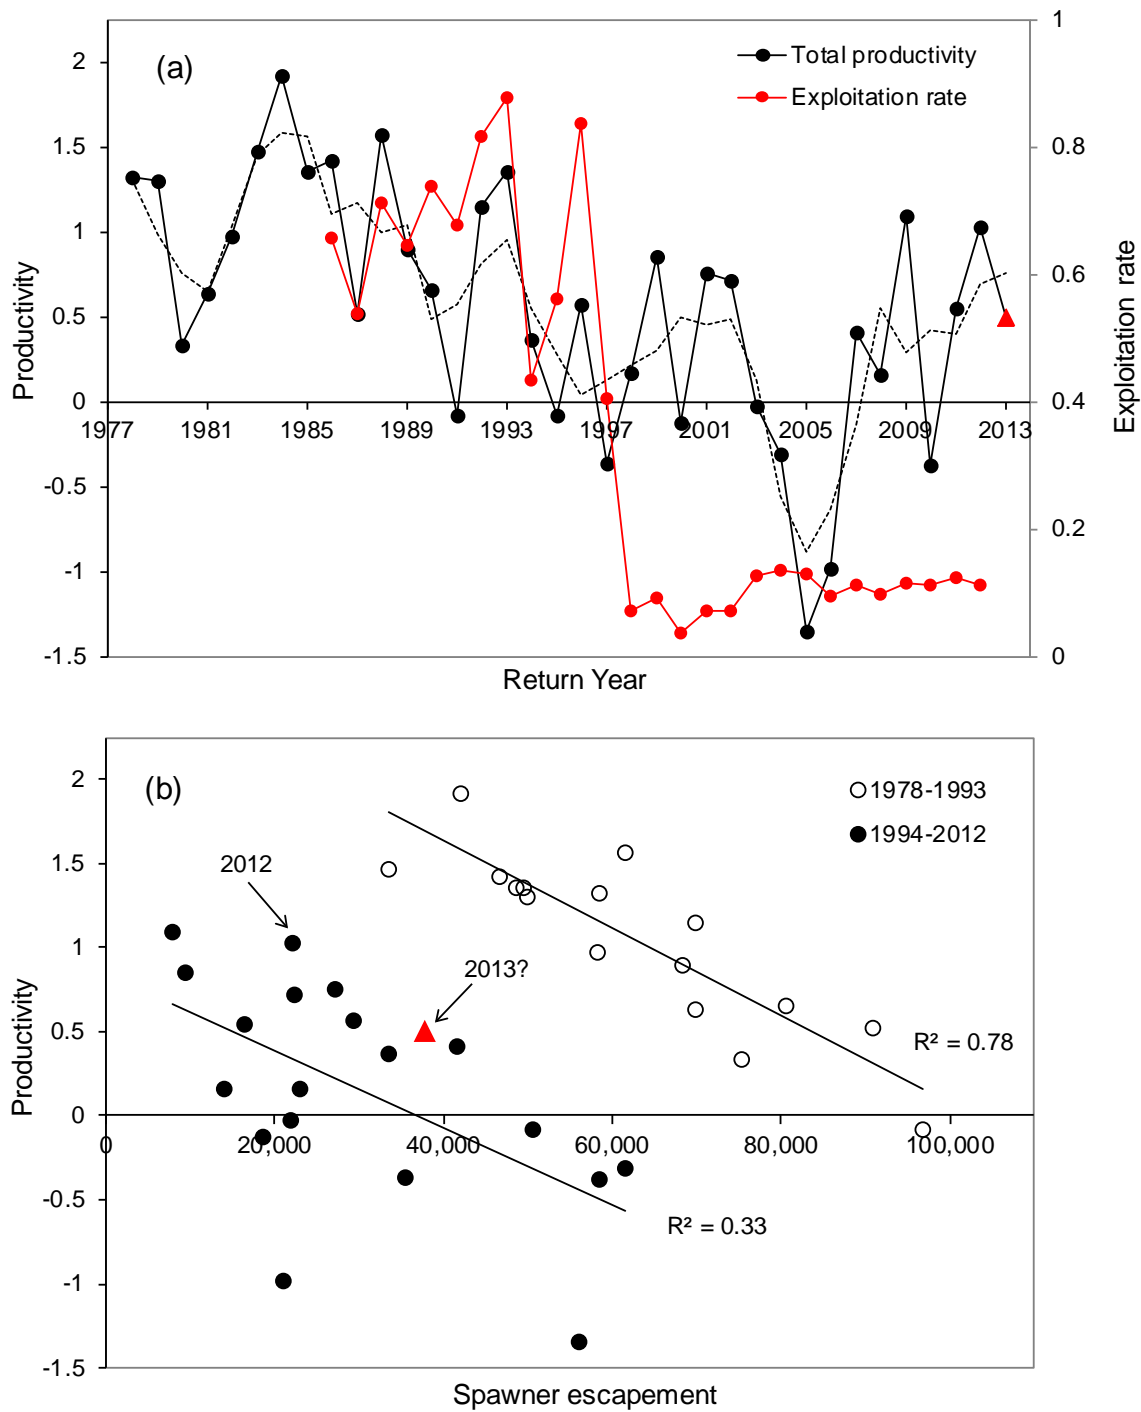 (a)
Total productivity
Exploitation rate
2
1.5
1
0.5
0
-0.5
-1
-1.5
1
0.8
0.6
0.4
0.2
0
1977 1981 1985 1989 1993 1997 2001 2005 2009 2013
Productivity
Exploitation rate
Return Year
(b)
1978-1993
1994-2012
2012
2013?
R² = 0.78
R² = 0.33
2
1.5
1
0.5
0
-0.5
-1
-1.5
0 20,000 40,000 60,000 80,000 100,000
Productivity
Spawner escapement